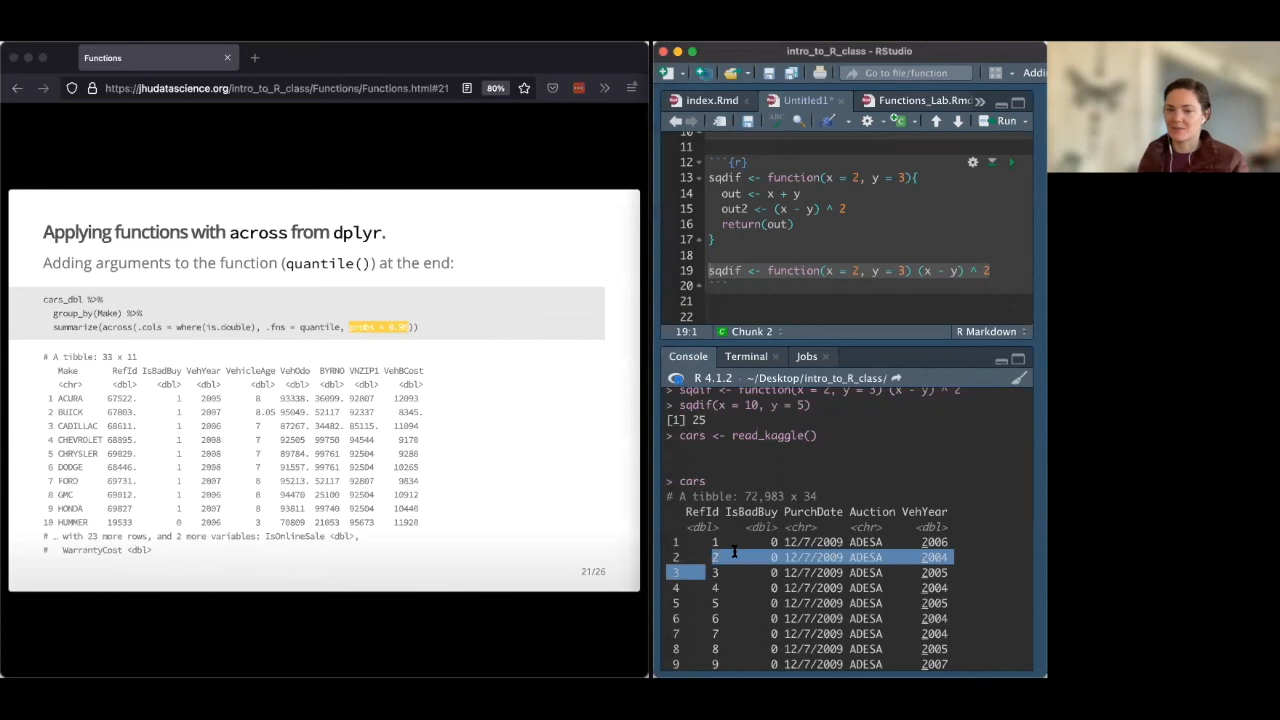 Functions
https://jhudatascience.org/intro_to_R_class/Functions/Functions.html#21
80%
Applying functions with across from dplyr.
Adding arguments to the function (quantile()) at the end:
cars_dbl %>%
group_by(Make) %>%
summarize(across(.cols = where(is.double), .fns = quantile, probs = 0.95))
# A tibble: 33 x 11
Make RefId IsBadBuy VehYear VehicleAge VehOdo BYRNO VNZIP1 VehBCost
<chr> <dbl> <dbl> <dbl> <dbl> <dbl> <dbl> <dbl> <dbl>
1 ACURA 67522. 1 2005 8 93338. 36099. 92807 12093
2 BUICK 67803. 1 2007 8.05 95049. 52117 92337 8345.
3 CADILLAC 68611. 1 2006 7 87267. 34482. 85115. 11094
4 CHEVROLET 68895. 1 2008 7 92505 99750 94544 9170
5 CHRYSLER 69029. 1 2008 7 89784. 99761 92504 9080
6 DODGE 68446. 1 2008 7 91557. 99761 92504 10265
7 FORD 69731. 1 2007 8 95213. 52117 92807 9834
8 GMC 69012. 1 2007 8 94470 25100 92504 10912
9 HONDA 69827 1 2007 8 93811 99740 92504 10419
10 HUMMER 19533 0 2006 3 70809 21053 95673 11920
# … with 23 more rows, and 2 more variables: IsOnlineSale <dbl>,
# WarrantyCost <dbl>
21/26
intro_to_R_class - RStudio
Go to file/function
Addi
index.Rmd
Untitled1*
Functions_Lab.Rmd
ABC
Run
10
11
12 ```{r}
13 sqdif <- function(x = 2, y = 3){
14 out <- x + y
15 out2 <- (x - y) ^ 2
16 return(out)
17 }
18
19 sqdif <- function(x = 2, y = 3) (x - y) ^ 2
20 ```
21
22
19:1 Chunk 2 R Markdown
Console Terminal Jobs
R 4.1.2 · ~/Desktop/intro_to_R_class/
> sqdif <- function(x = 2, y = 3) (x - y) ^ 2
> sqdif(x = 10, y = 5)
[1] 25
> cars <- read_kaggle()
> cars
# A tibble: 72,983 x 34
RefId IsBadBuy PurchDate Auction VehYear
<dbl> <dbl> <chr> <chr> <dbl>
1 1 0 12/7/2009 ADESA 2006
2 2 0 12/7/2009 ADESA 2004
3 3 0 12/7/2009 ADESA 2005
4 4 0 12/7/2009 ADESA 2004
5 5 0 12/7/2009 ADESA 2005
6 6 0 12/7/2009 ADESA 2004
7 7 0 12/7/2009 ADESA 2004
8 8 0 12/7/2009 ADESA 2005
9 9 0 12/7/2009 ADESA 2007